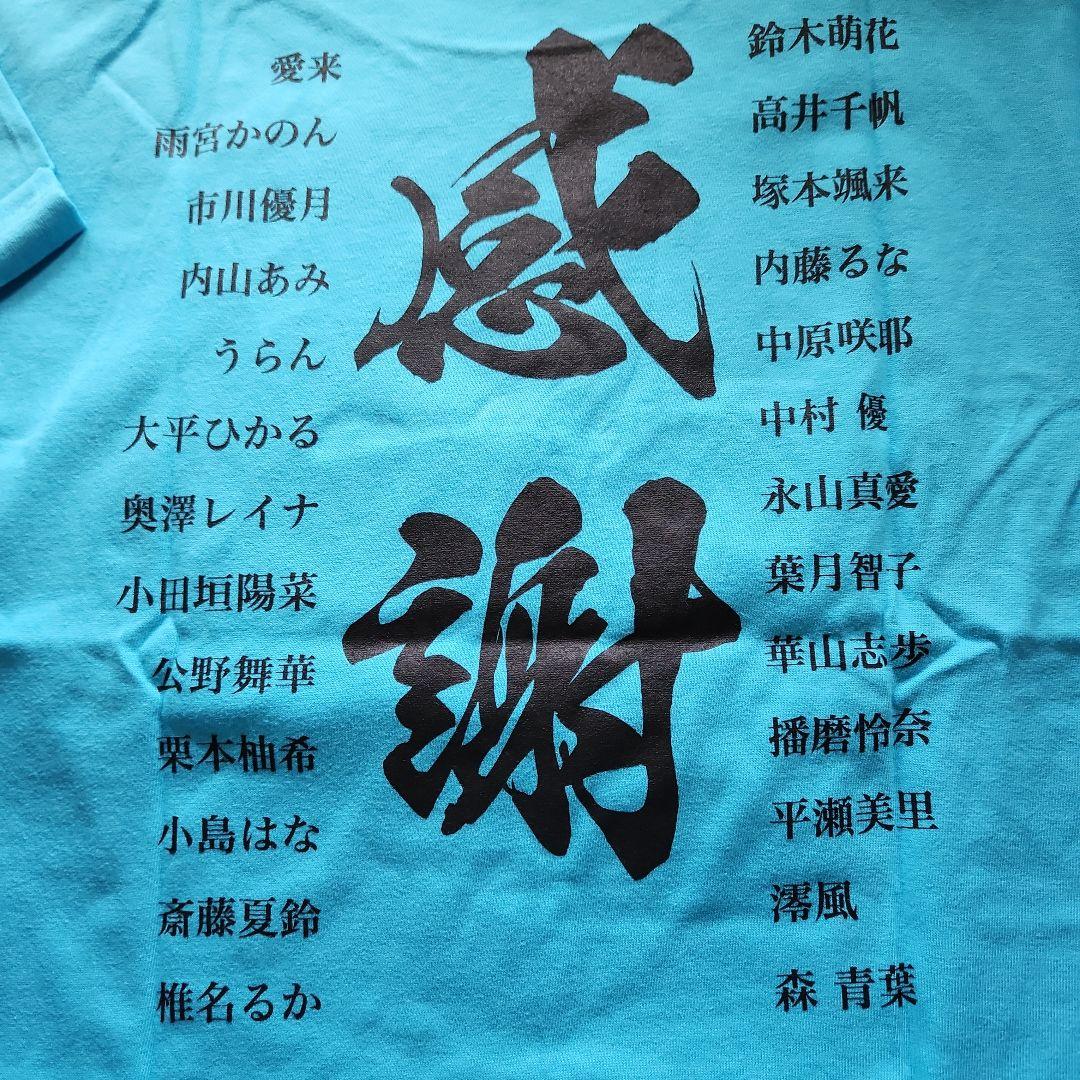 愛来
雨宮かのん
市川優月
内山あみ
うらん
大平ひかる
奥澤レイナ
小田垣陽菜
公野舞華
栗本柚希
小島はな
斎藤夏鈴
椎名るか
感
謝
鈴木萌花
高井千帆
塚本颯来
内藤るな
中原咲耶
中村 優
永山真愛
葉月智子
華山志歩
播磨怜奈
平瀬美里
澪風
森 青葉